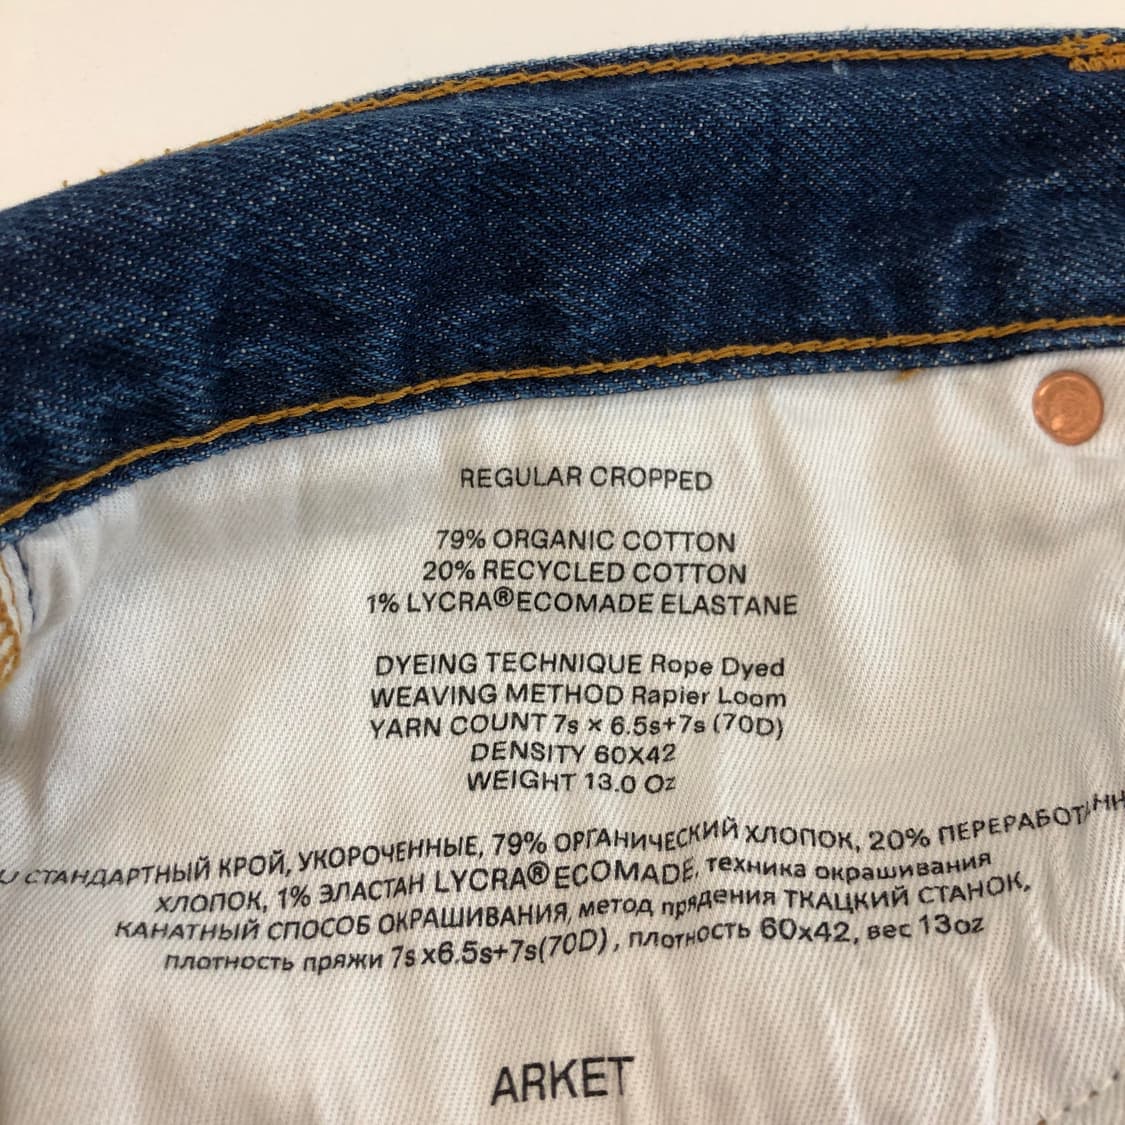 REGULAR CROPPED
79% ORGANIC COTTON
20% RECYCLED COTTON
1% LYCRA® ECOMADE ELASTANE
DYEING TECHNIQUE Rope Dyed
WEAVING METHOD Rapier Loom
YARN COUNT 7s × 6.5s+7s (70D)
DENSITY 60X42
WEIGHT 13.0 Oz
СТАНДАРТНЫЙ КРОЙ, УКОРОЧЕННЫЕ, 79% ОРГАНИЧЕСКИЙ ХЛОПОК, 20%
ХЛОПОК, 1% ЭЛАСТАН LYCRA® ECOMADE, техника окрашивания
КАНАТНЫЙ СПОСОБ ОКРАШИВАНИЯ, метод прядения ТКАЦКИЙ СТАНОК,
плотность пряжи 7s x6.5s+7s(70D), плотность 60x42, вес 13oz
ARKET